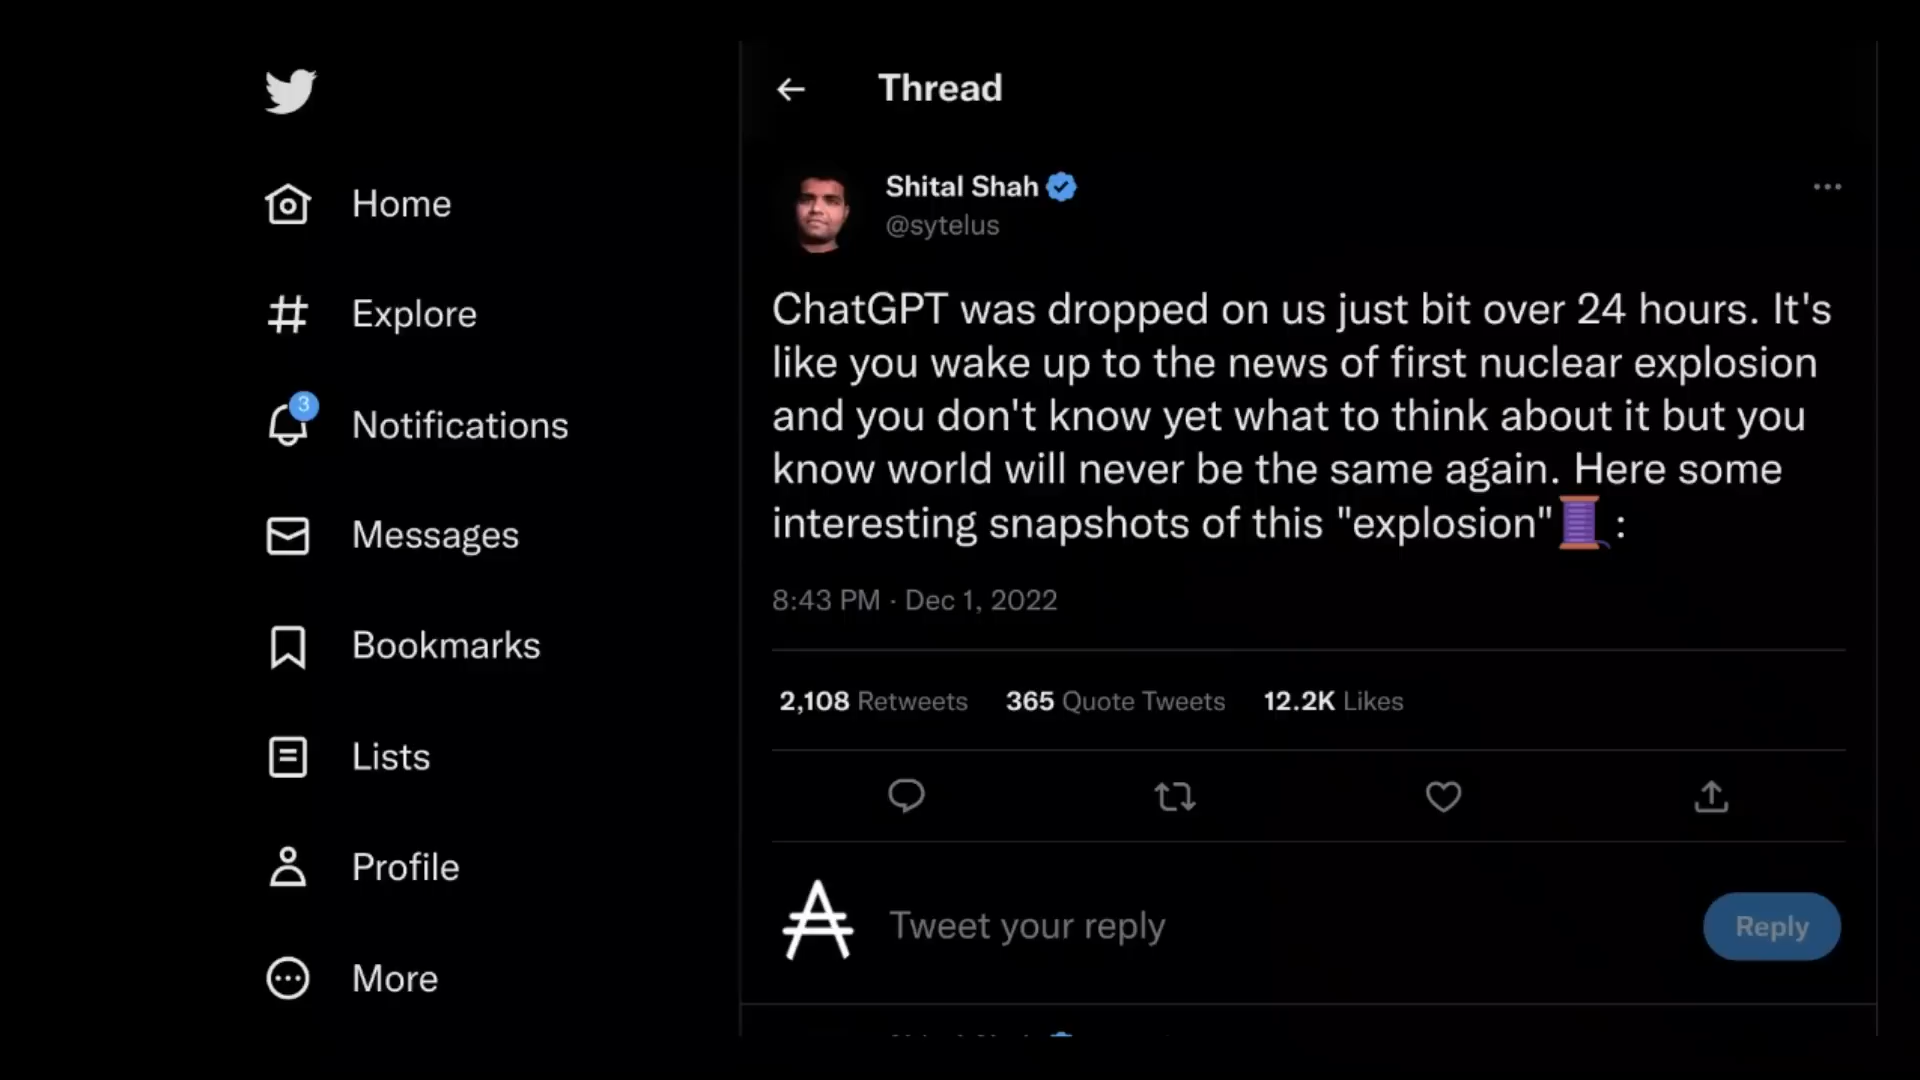 Home
Explore
3
Notifications
Messages
Bookmarks
Lists
Profile
More
Thread
Shital Shah
@sytelus
ChatGPT was dropped on us just bit over 24 hours. It's
like you wake up to the news of first nuclear explosion
and you don't know yet what to think about it but you
know world will never be the same again. Here some
interesting snapshots of this "explosion"🧵:
8:43 PM · Dec 1, 2022
2,108 Retweets 365 Quote Tweets 12.2K Likes
Tweet your reply
Reply